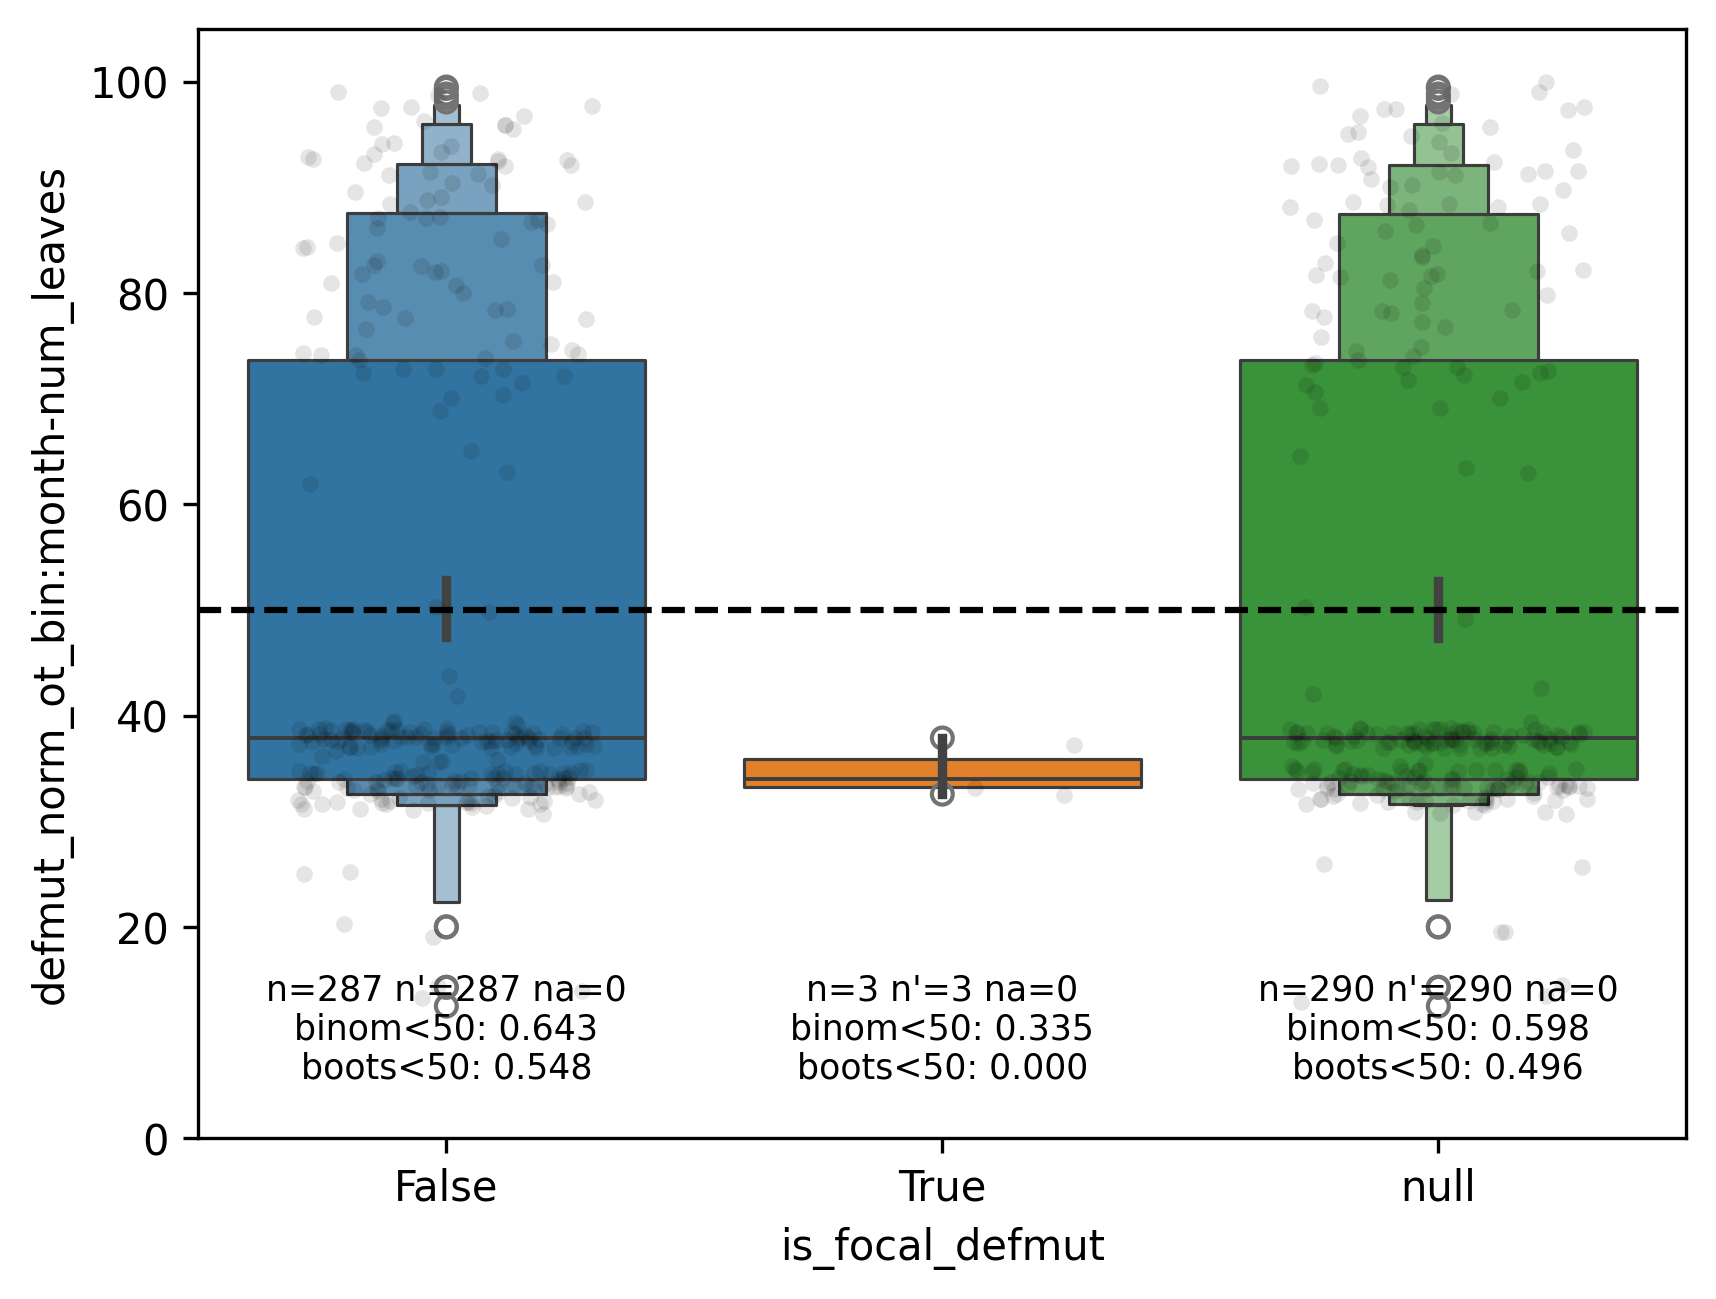 defmut_norm_ot_bin:month-num_leaves
100
80
60
40
20
0
n=287 n'=287 na=0
binom<50: 0.643
boots<50: 0.548
n=3 n'=3 na=0
binom<50: 0.335
boots<50: 0.000
n=290 n'=290 na=0
binom<50: 0.598
boots<50: 0.496
False
True
null
is_focal_defmut